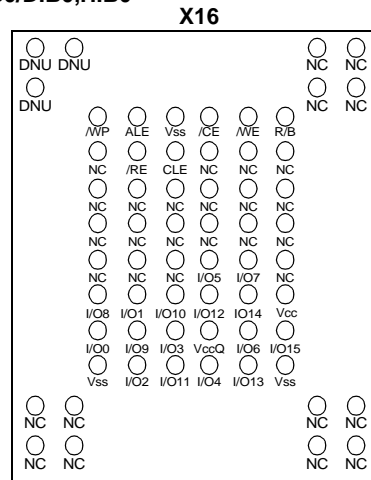 X16
DNU DNU NC NC
DNU NC NC
/WP ALE Vss /CE /WE R/B
NC /RE CLE NC NC NC
NC NC NC NC NC NC
NC NC NC NC NC NC
NC NC NC I/O5 I/O7 NC
I/O8 I/O1 I/O10 I/O12 IO14 Vcc
I/O0 I/O9 I/O3 VccQ I/O6 I/O15
Vss I/O2 I/O11 I/O4 I/O13 Vss
NC NC NC NC
NC NC NC NC